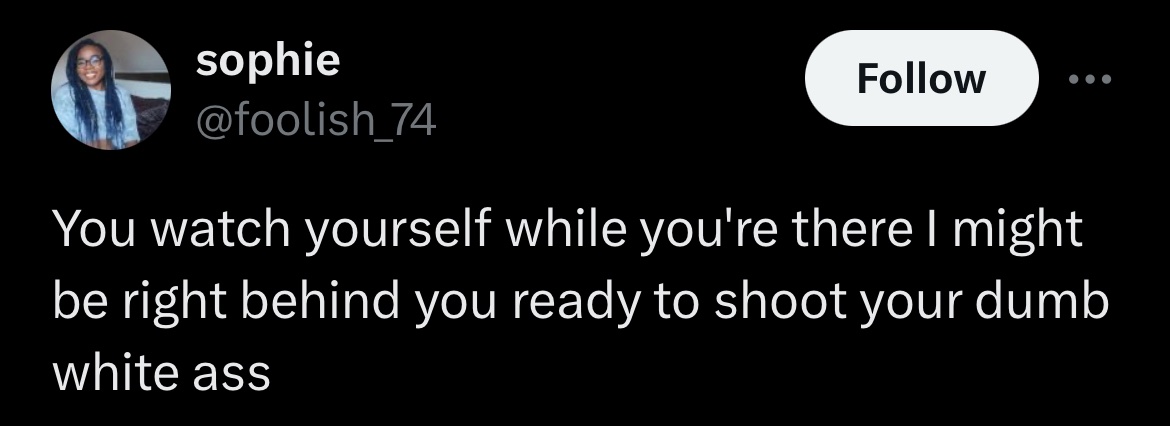 sophie
@foolish_74
Follow
You watch yourself while you're there I might
be right behind you ready to shoot your dumb
white ass